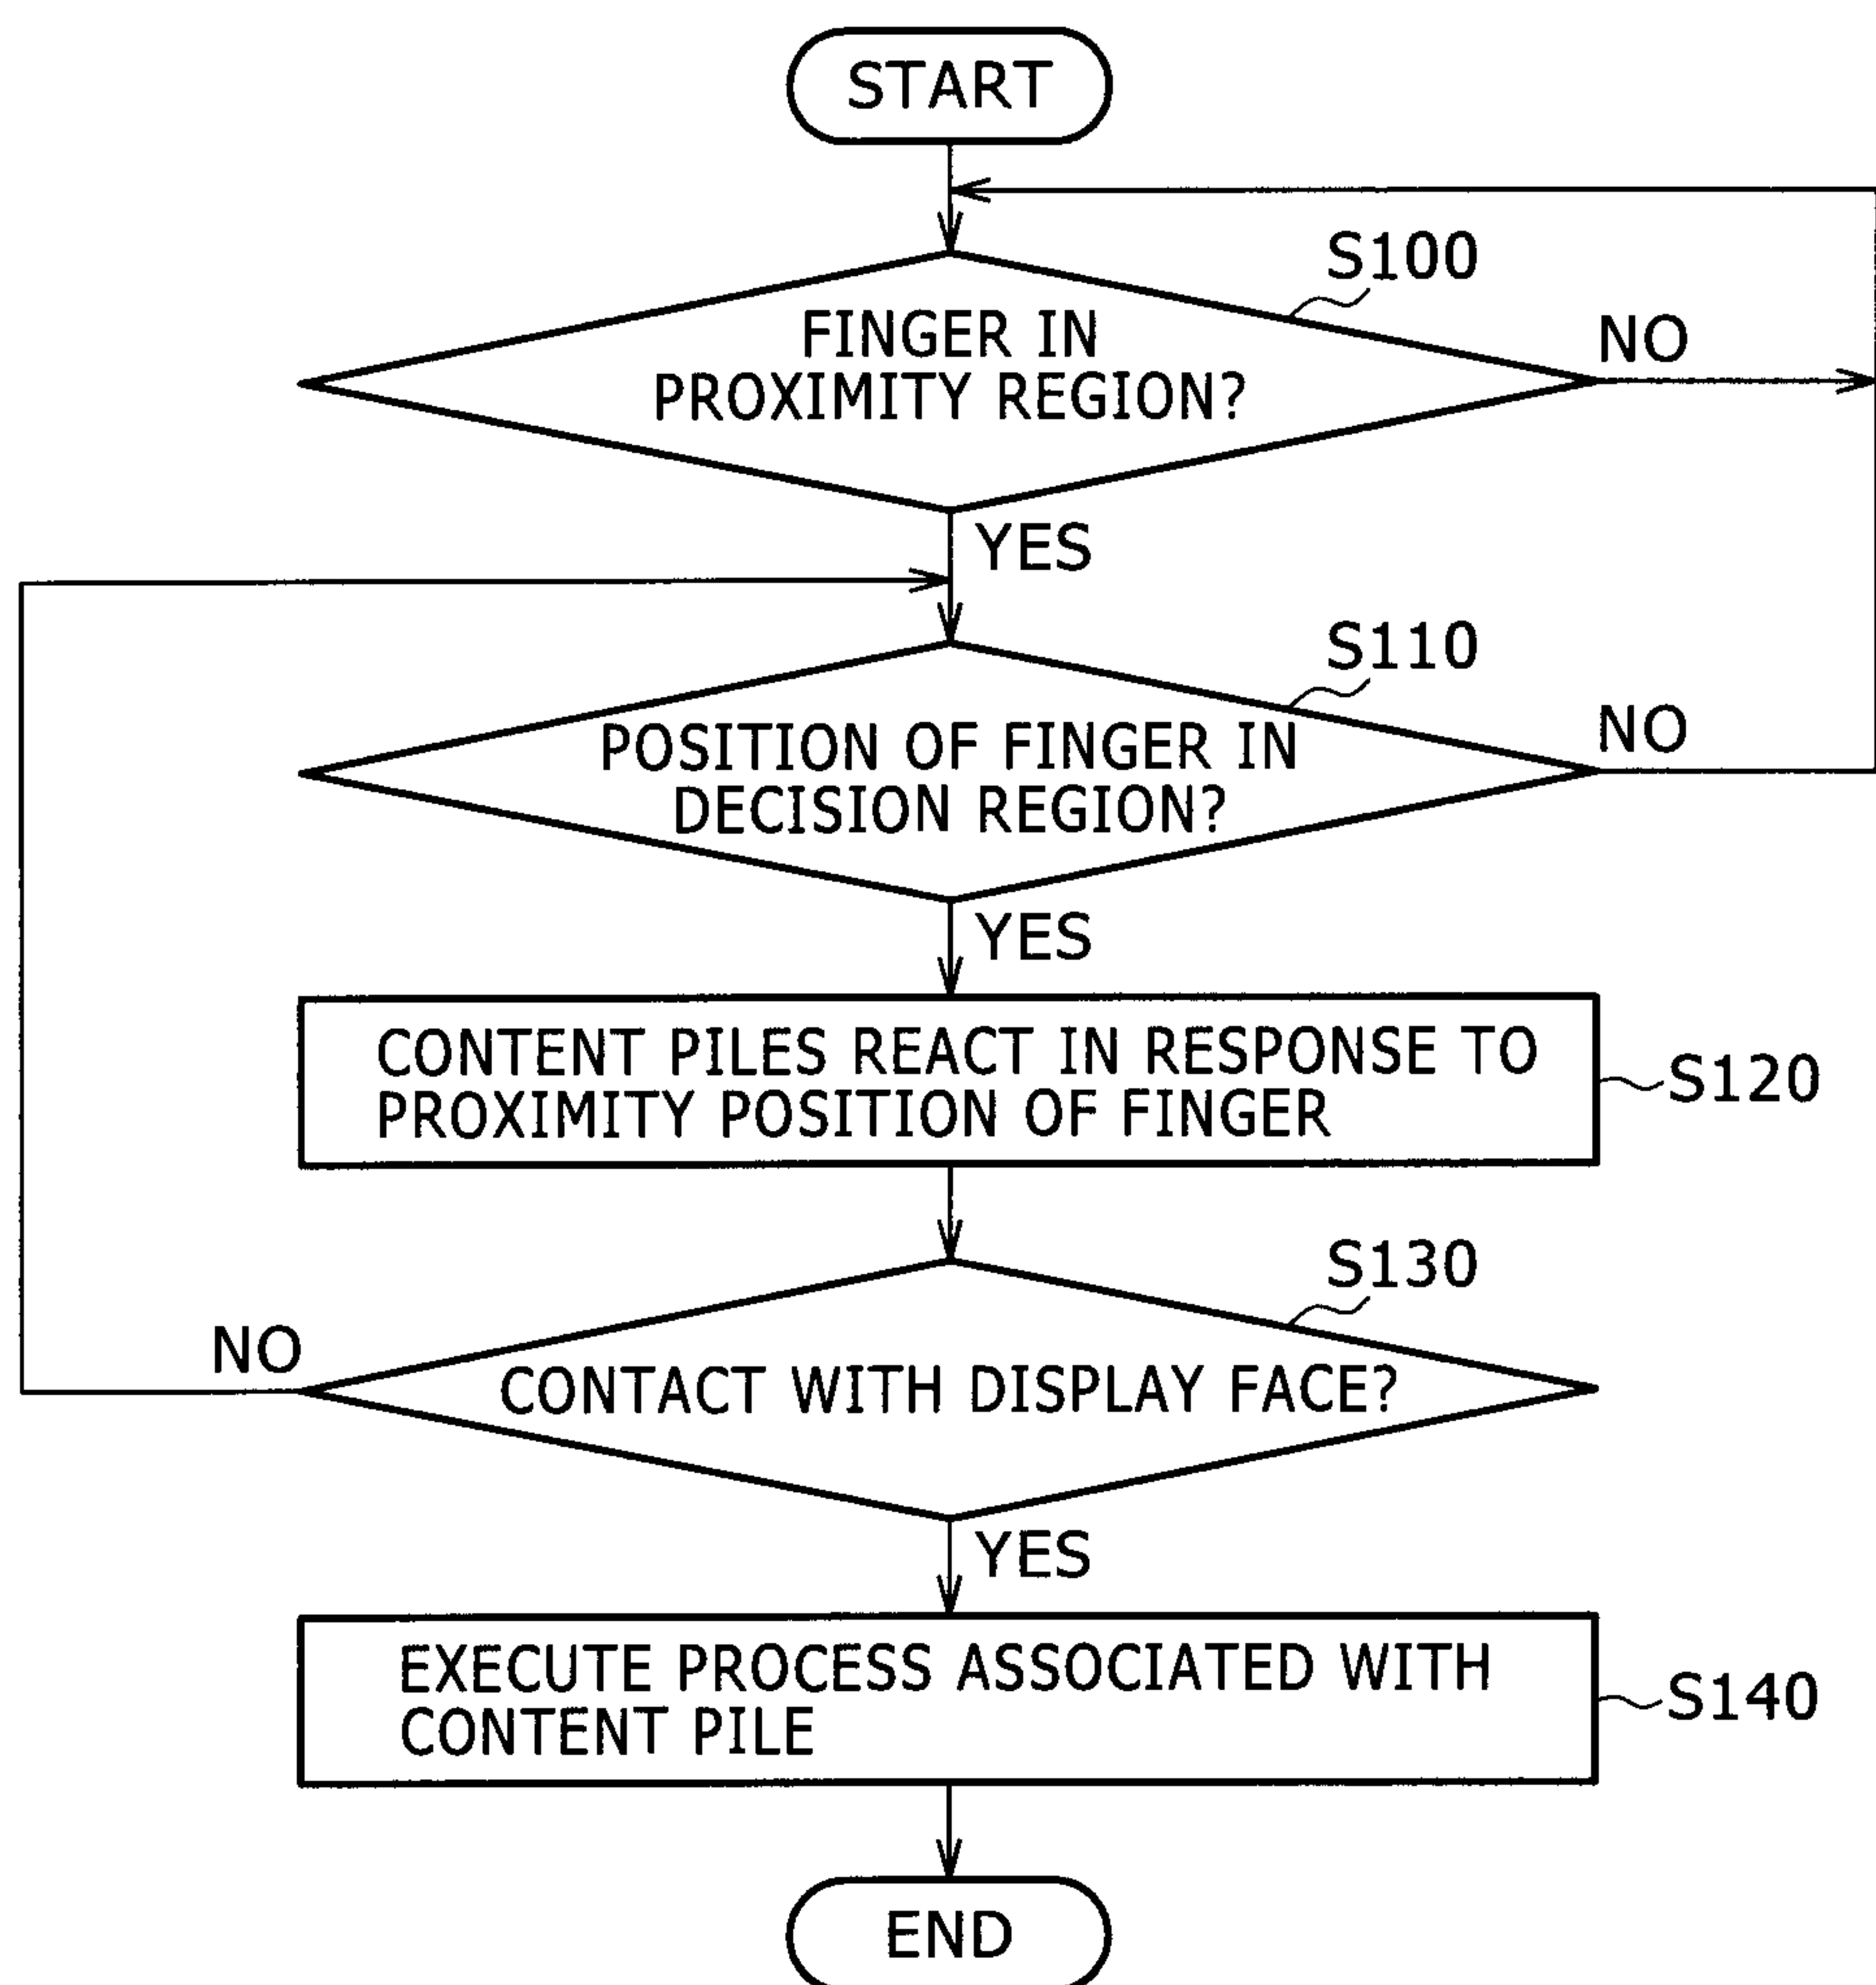 START
S100
FINGER IN
PROXIMITY REGION?
NO
YES
S110
POSITION OF FINGER IN
DECISION REGION?
NO
YES
CONTENT PILES REACT IN RESPONSE TO
PROXIMITY POSITION OF FINGER
S120
S130
NO
CONTACT WITH DISPLAY FACE?
YES
EXECUTE PROCESS ASSOCIATED WITH
CONTENT PILE
S140
END